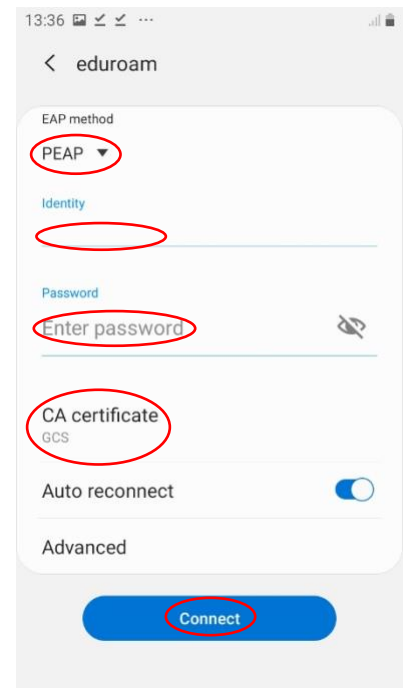 13:36
eduroam
EAP method
PEAP
Identity
Password
Enter password
CA certificate
GCS
Auto reconnect
Advanced
Connect